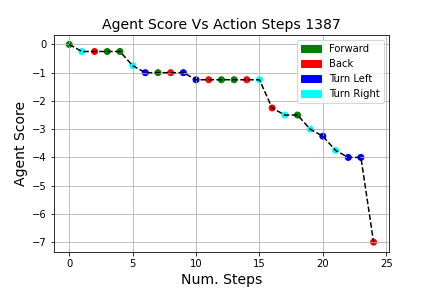 Agent Score Vs Action Steps 1387
Forward
Back
Turn Left
Turn Right
Agent Score
0
−1
−2
−3
−4
−5
−6
−7
0 5 10 15 20 25
Num. Steps